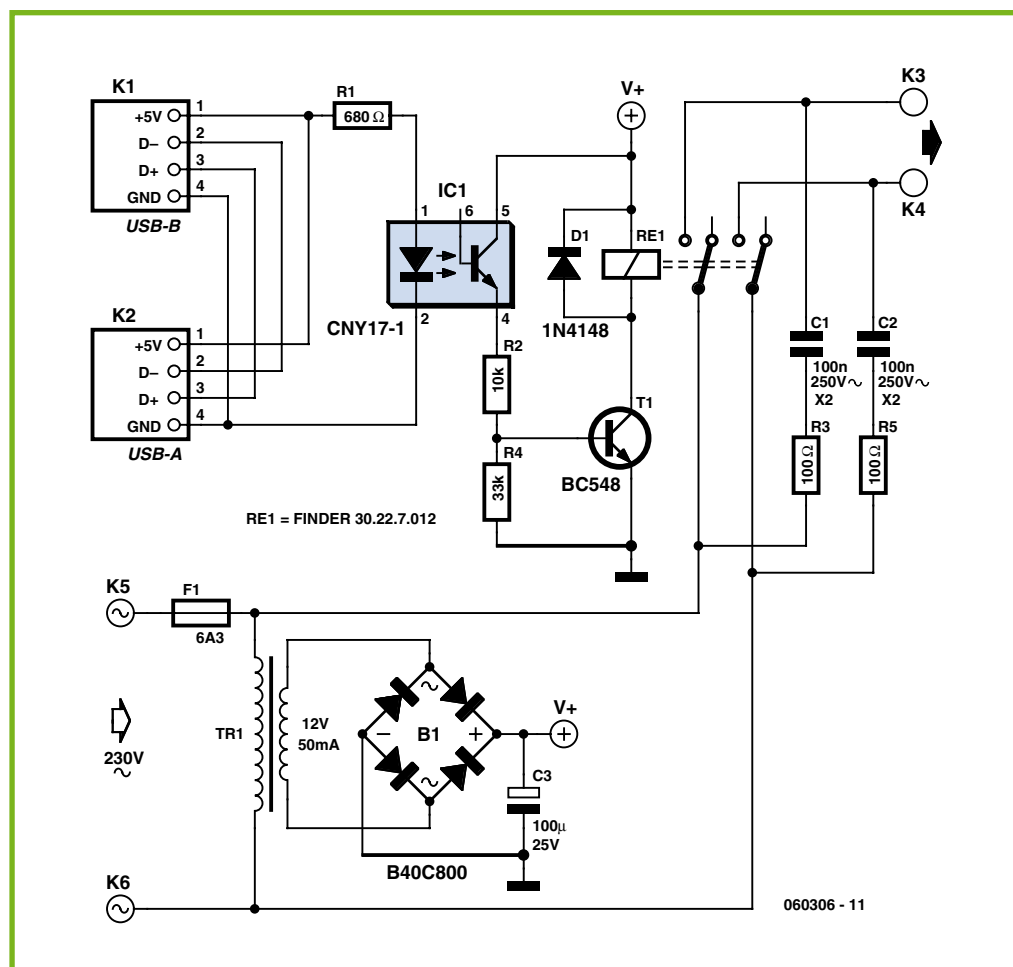 K1
+5V
D–
D+
GND
1
2
3
4
USB-B
K2
+5V
D–
D+
GND
1
2
3
4
USB-A
R1
680 Ω
IC1
1
6
5
2
4
CNY17-1
V+
D1
1N4148
RE1
R2
10k
R4
33k
T1
BC548
RE1 = FINDER 30.22.7.012
K3
K4
C1
100n
250V~
X2
C2
100n
250V~
X2
R3
100 Ω
R5
100 Ω
K5
~
F1
6A3
230V
~
TR1
12V
50mA
~
– B1 +
~
B40C800
V+
C3
100µ
25V
K6
~
060306 - 11